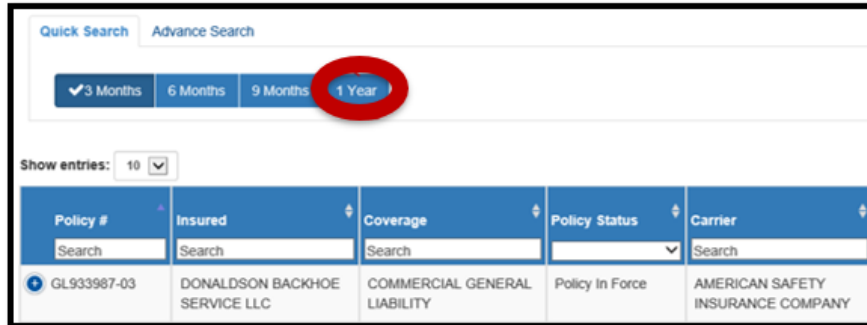 Quick Search Advance Search
✔3 Months 6 Months 9 Months 1 Year
Show entries: 10
Policy # Insured Coverage Policy Status Carrier
Search Search Search Search
GL933987-03 DONALDSON BACKHOE COMMERCIAL GENERAL Policy In Force AMERICAN SAFETY
SERVICE LLC LIABILITY INSURANCE COMPANY